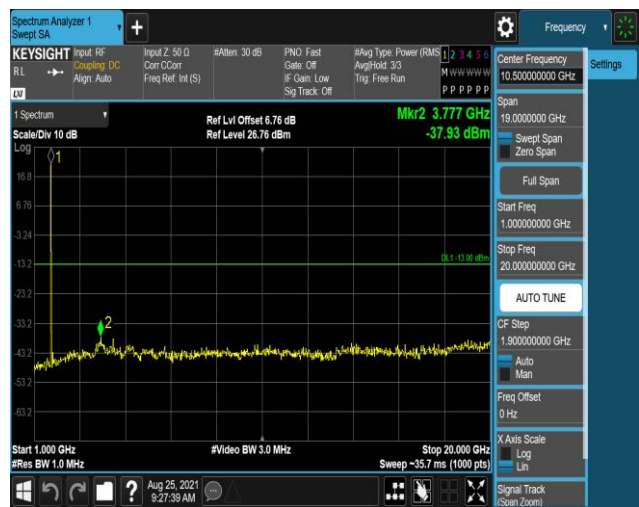 Spectrum Analyzer 1
Swept SA
+
Frequency
KEYSIGHT
RL
LXI
Input: RF
Coupling: DC
Align: Auto
Input Z: 50 Ω
Corr CCorr
Freq Ref: Int (S)
#Atten: 30 dB
PNO: Fast
Gate: Off
IF Gain: Low
Sig Track: Off
#Avg Type: Power (RMS
Avg|Hold: 3/3
Trig: Free Run
1 2 3 4 5 6
M W W W W W
P P P P P P
Center Frequency
10.500000000 GHz
Settings
Span
19.0000000 GHz
Swept Span
Zero Span
Full Span
Start Freq
1.000000000 GHz
Stop Freq
20.000000000 GHz
AUTO TUNE
CF Step
1.900000000 GHz
Auto
Man
Freq Offset
0 Hz
X Axis Scale
Log
Lin
Signal Track
(Span Zoom)
1 Spectrum
Scale/Div 10 dB
Ref Lvl Offset 6.76 dB
Ref Level 26.76 dBm
Mkr2 3.777 GHz
-37.93 dBm
Log
1
16.8
6.76
-3.24
-13.2
DL1 -13.00 dBm
-23.2
-33.2
2
-43.2
-53.2
-63.2
Start 1.000 GHz
#Video BW 3.0 MHz
Stop 20.000 GHz
#Res BW 1.0 MHz
Sweep ~35.7 ms (1000 pts)
?
Aug 25, 2021
9:27:39 AM